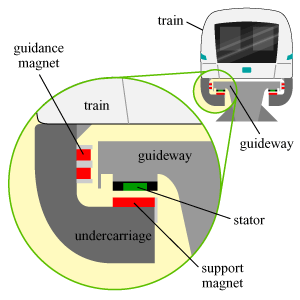 train
guidance
magnet
guideway
train
guideway
stator
undercarriage
support
magnet